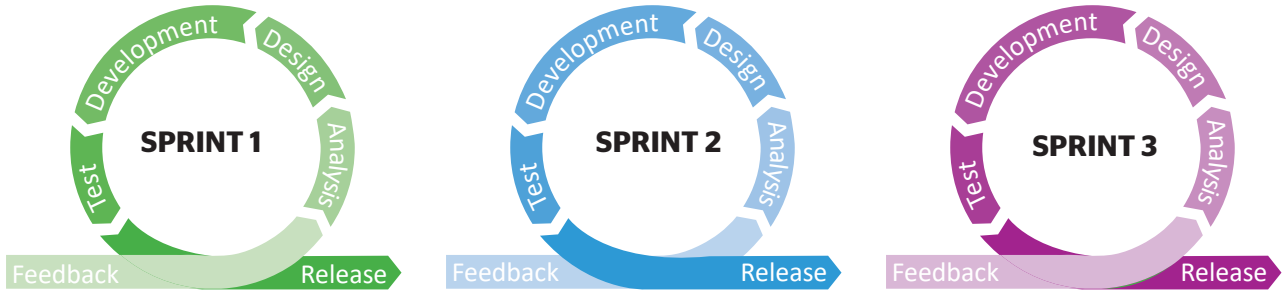 Development
Design
Analysis
Test
SPRINT 1
Feedback
Release
Development
Design
Analysis
Test
SPRINT 2
Feedback
Release
Development
Design
Analysis
Test
SPRINT 3
Feedback
Release